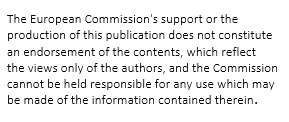 The European Commission's support or the
production of this publication does not constitute
an endorsement of the contents, which reflect
the views only of the authors, and the Commission
cannot be held responsible for any use which may
be made of the information contained therein.